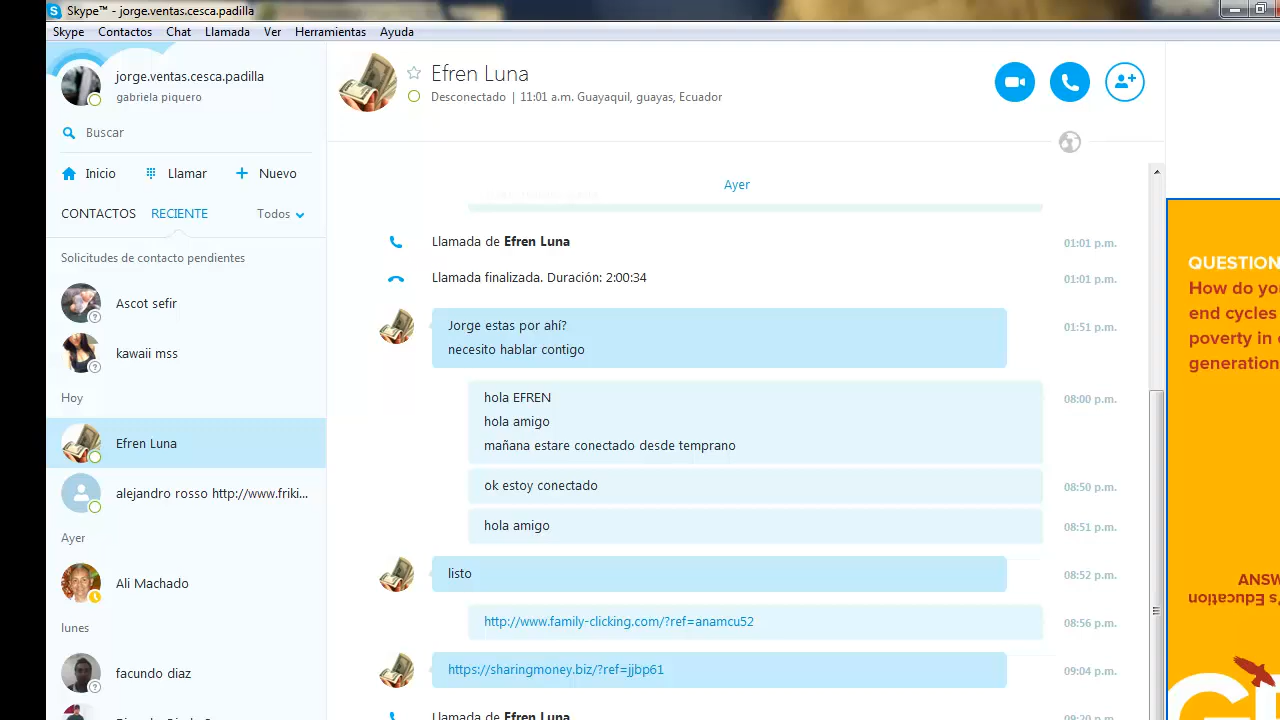 Skype™ - jorge.ventas.cesca.padilla
Skype Contactos Chat Llamada Ver Herramientas Ayuda
jorge.ventas.cesca.padilla
gabriela piquero
Buscar
Inicio Llamar Nuevo
CONTACTOS RECIENTE Todos
Solicitudes de contacto pendientes
Ascot sefir
kawaii mss
Hoy
Efren Luna
alejandro rosso http://www.friki...
Ayer
Ali Machado
lunes
facundo diaz
Efren Luna
Desconectado | 11:01 a.m. Guayaquil, guayas, Ecuador
Ayer
Llamada de Efren Luna 01:01 p.m.
Llamada finalizada. Duración: 2:00:34 01:01 p.m.
Jorge estas por ahí? 01:51 p.m.
necesito hablar contigo
hola EFREN 08:00 p.m.
hola amigo
mañana estare conectado desde temprano
ok estoy conectado 08:50 p.m.
hola amigo 08:51 p.m.
listo 08:52 p.m.
http://www.family-clicking.com/?ref=anamcu52 08:56 p.m.
https://sharingmoney.biz/?ref=jjbp61 09:04 p.m.
Llamada de Efren Luna 09:20 p.m.
QUESTION
How do yo
end cycles
poverty in
generation
ANSW
's Education